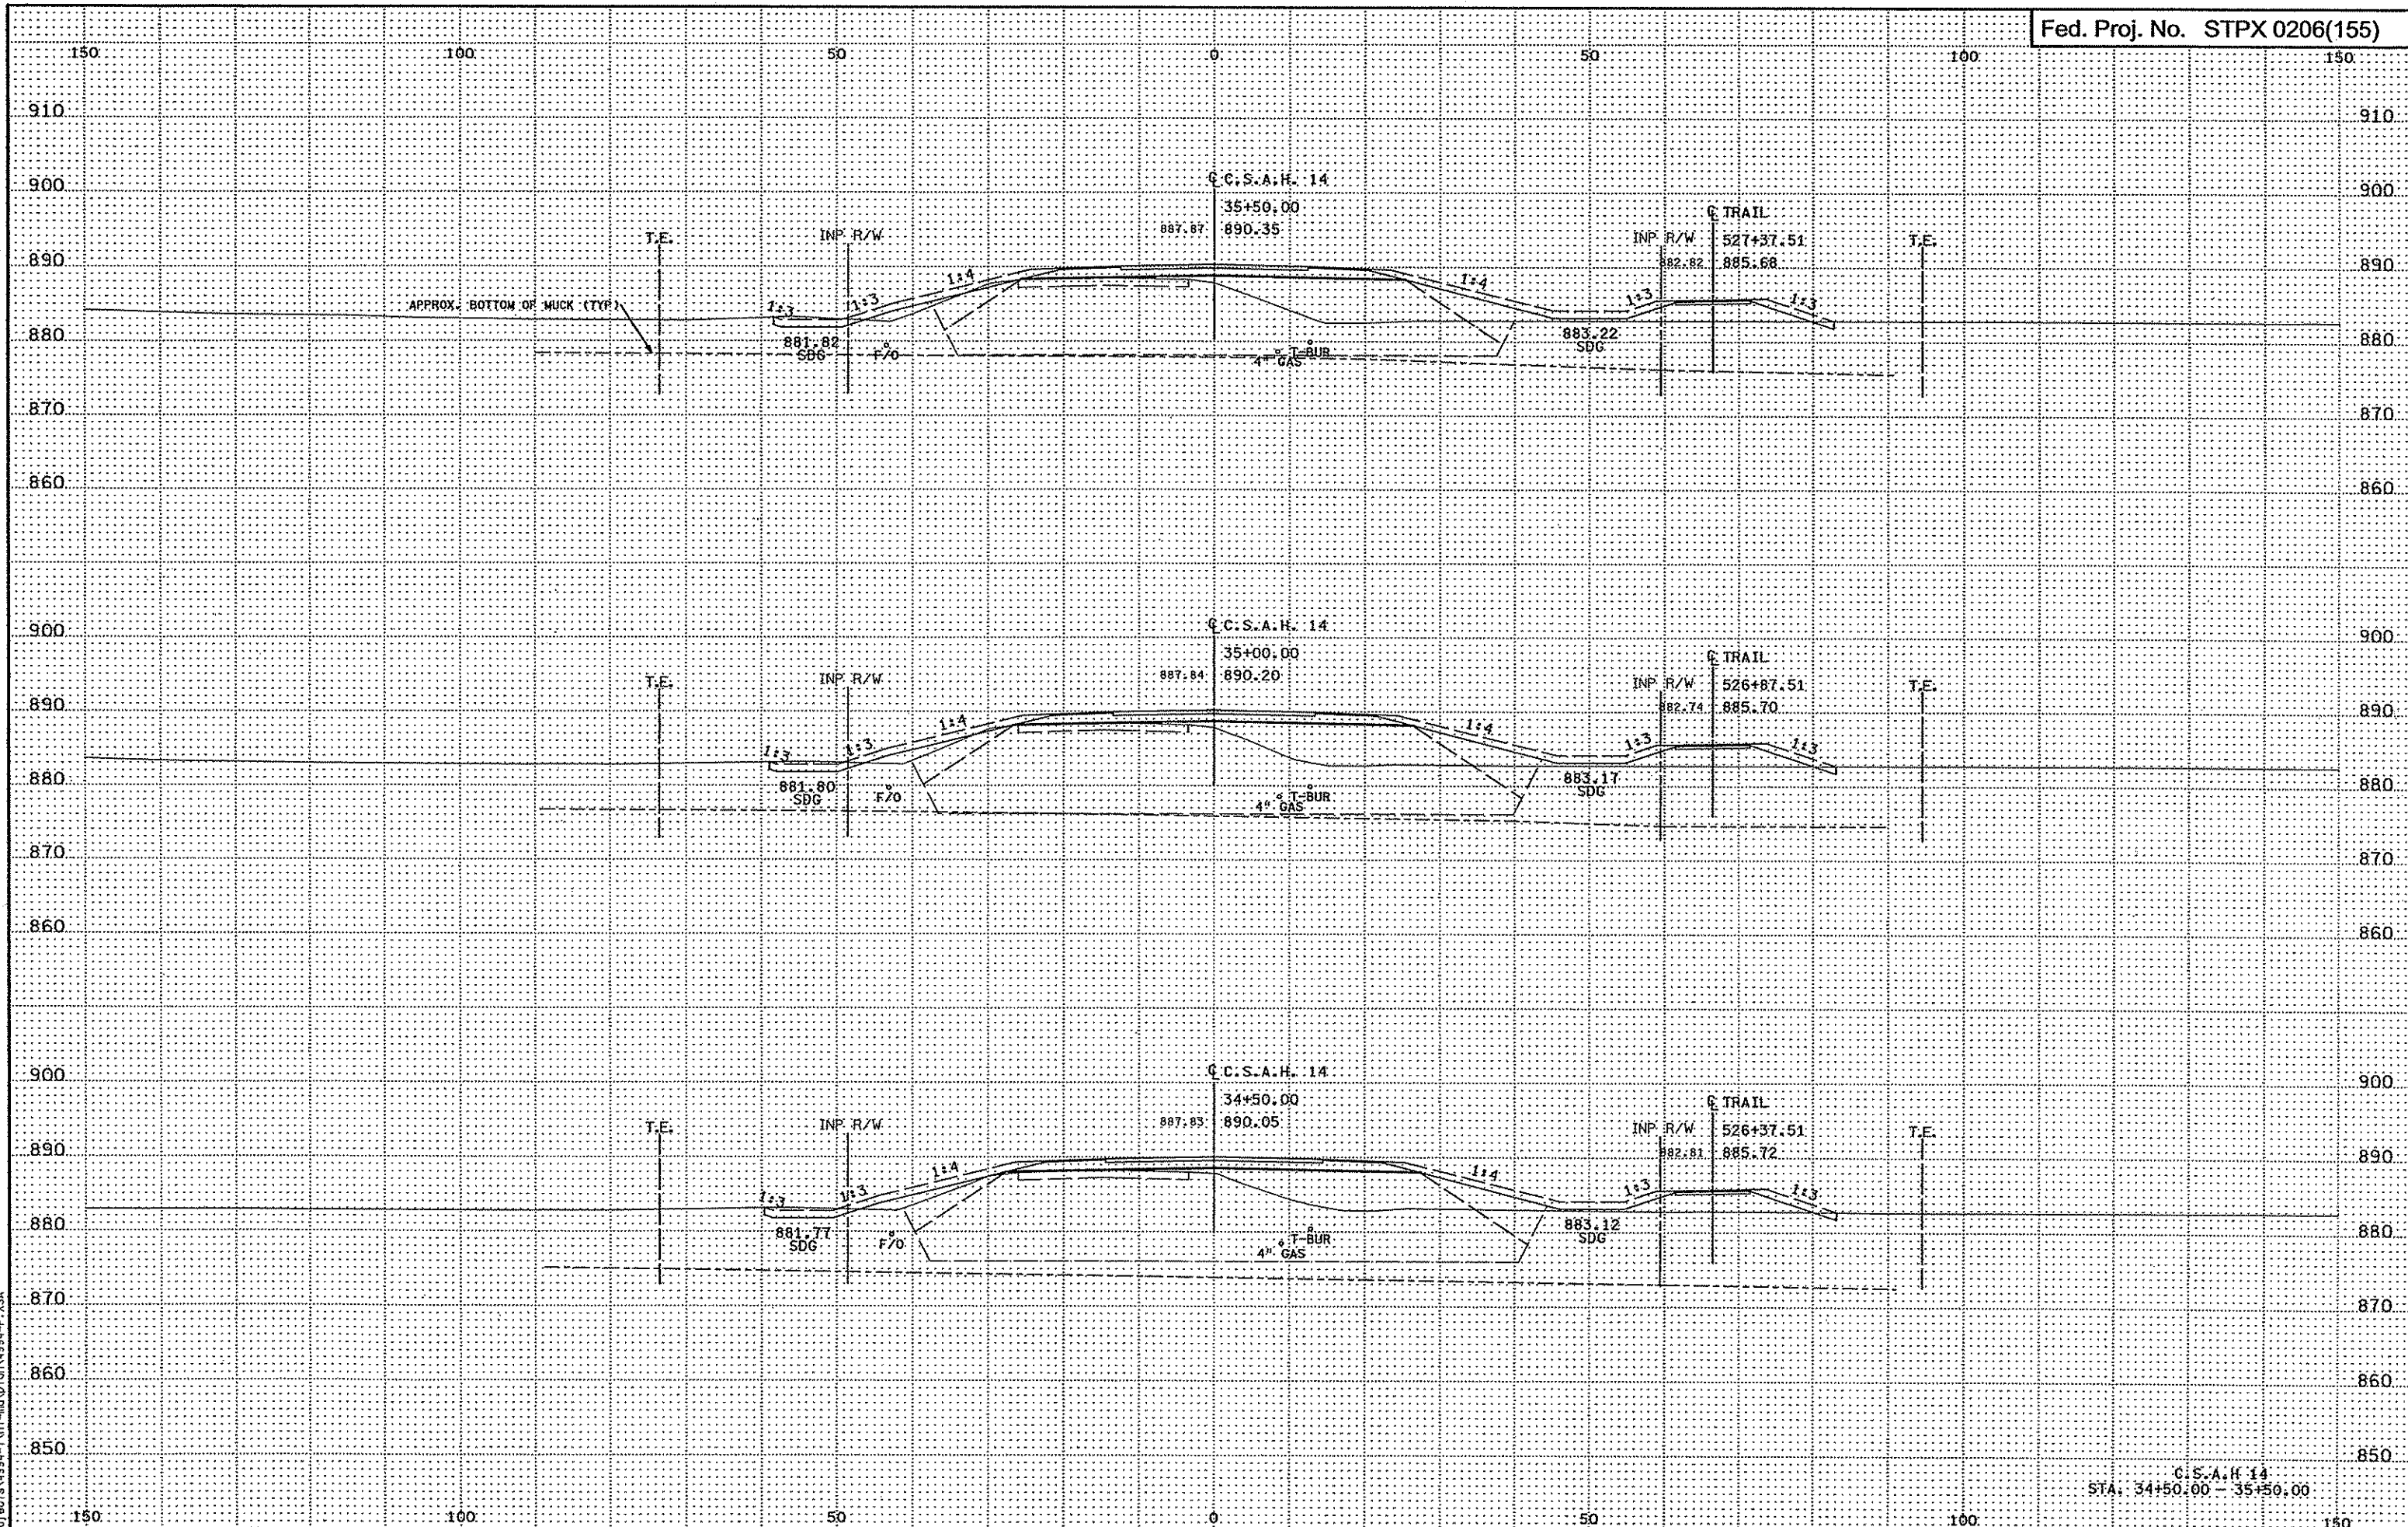 Fed. Proj. No. STPX 0206(155)
150 100 50 0 50 100 150
910 910
900 900
℄ C.S.A.H. 14
35+50.00
887.87 890.35
℄ TRAIL
527+37.51
882.82 885.68
T.E. INP R/W INP R/W T.E.
890 890
1:3 1:3 1:4 1:4 1:3 1:3
APPROX. BOTTOM OF MUCK (TYP)
881.82
SDG
F/O
T-BUR
4" GAS
883.22
SDG
880 880
870 870
860 860
900 900
℄ C.S.A.H. 14
35+00.00
887.84 890.20
℄ TRAIL
526+87.51
882.74 885.70
T.E. INP R/W INP R/W T.E.
890 890
1:3 1:3 1:4 1:4 1:3 1:3
881.80
SDG
F/O
T-BUR
4" GAS
883.17
SDG
880 880
870 870
860 860
900 900
℄ C.S.A.H. 14
34+50.00
887.83 890.05
℄ TRAIL
526+37.51
882.81 885.72
T.E. INP R/W INP R/W T.E.
890 890
1:3 1:3 1:4 1:4 1:3 1:3
881.77
SDG
F/O
T-BUR
4" GAS
883.12
SDG
880 880
870 870
860 860
850 850
C.S.A.H 14
STA. 34+50.00 - 35+50.00
150 100 50 0 50 100 150